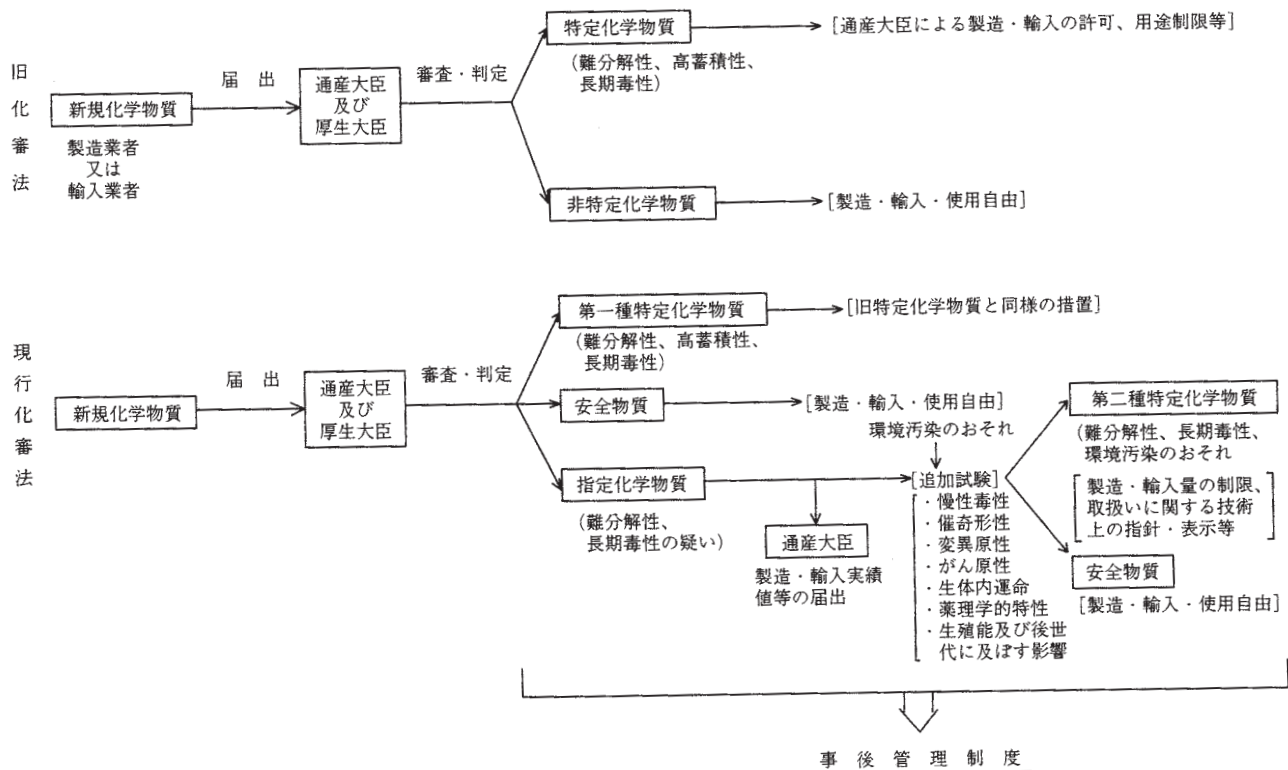 旧化審法
新規化学物質
製造業者
又は
輸入業者
届出
通産大臣
及び
厚生大臣
審査・判定
特定化学物質
(難分解性、高蓄積性、
長期毒性)
[通産大臣による製造・輸入の許可、用途制限等]
非特定化学物質
[製造・輸入・使用自由]
現行化審法
新規化学物質
届出
通産大臣
及び
厚生大臣
審査・判定
第一種特定化学物質
(難分解性、高蓄積性、
長期毒性)
[旧特定化学物質と同様の措置]
安全物質
[製造・輸入・使用自由]
指定化学物質
(難分解性、
長期毒性の疑い)
通産大臣
製造・輸入実績
値等の届出
環境汚染のおそれ
[追加試験]
・慢性毒性
・催奇形性
・変異原性
・がん原性
・生体内運命
・薬理学的特性
・生殖能及び後世
代に及ぼす影響
第二種特定化学物質
(難分解性、長期毒性、
環境汚染のおそれ
製造・輸入量の制限、
取扱いに関する技術
上の指針・表示等
安全物質
[製造・輸入・使用自由]
事後管理制度